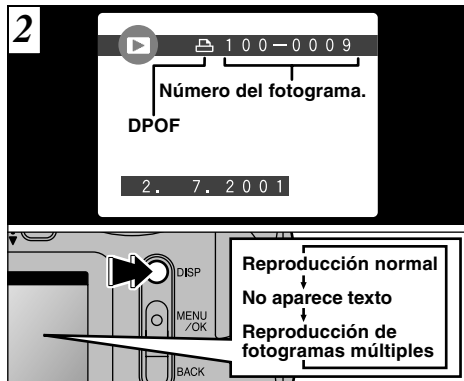 2
100-0009
Número del fotograma.
DPOF
2. 7. 2001
DISP
MENU
/OK
BACK
Reproducción normal
No aparece texto
Reproducción de
fotogramas múltiples